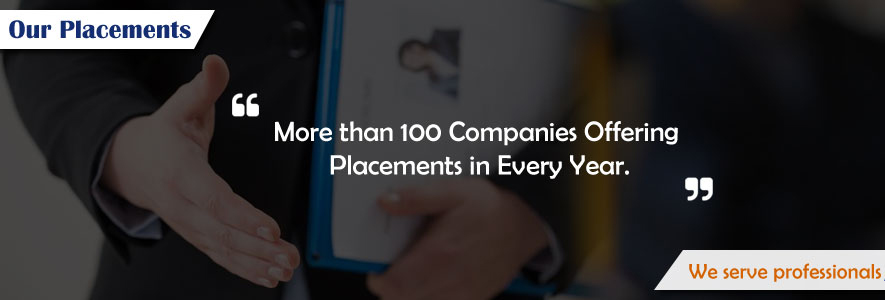 Our Placements
“
More than 100 Companies Offering
Placements in Every Year.
”
We serve professionals